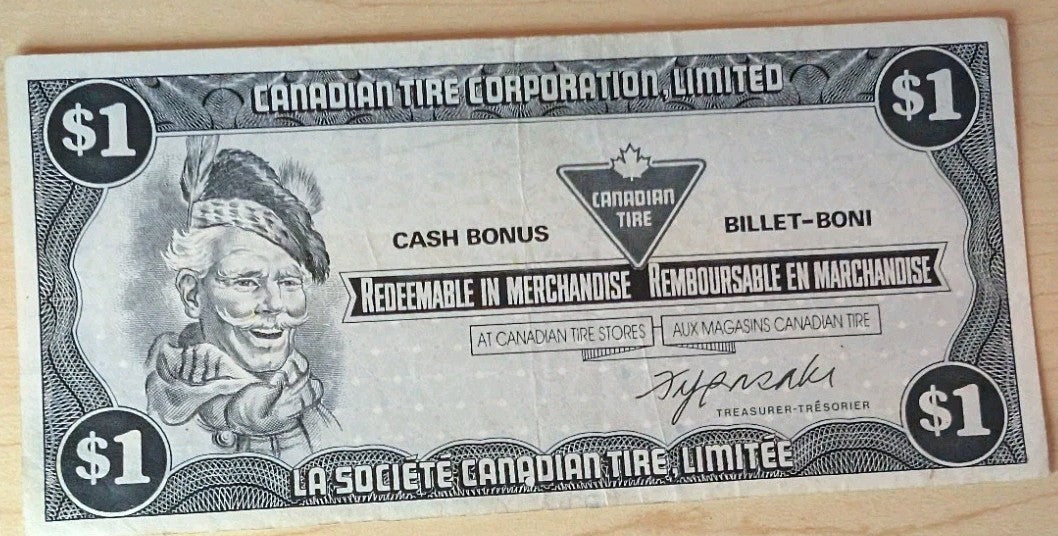 $1
CANADIAN TIRE CORPORATION, LIMITED
$1
CANADIAN
TIRE
CASH BONUS
BILLET-BONI
REDEEMABLE IN MERCHANDISE
REMBOURSABLE EN MARCHANDISE
AT CANADIAN TIRE STORES
AUX MAGASINS CANADIAN TIRE
TREASURER-TRÉSORIER
$1
LA SOCIÉTÉ CANADIAN TIRE, LIMITÉE
$1